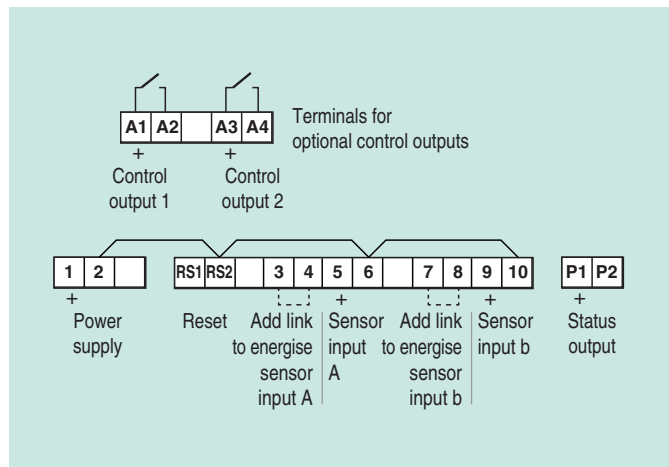 A1 A2 A3 A4
+ +
Control output 1
Control output 2
Terminals for
optional control outputs
1 2 RS1 RS2 3 4 5 6 7 8 9 10 P1 P2
+ + + +
Power
supply
Reset
Add link
to energise
sensor
input A
Sensor
input
A
Add link
to energise
sensor
input b
Sensor
input b
Status
output